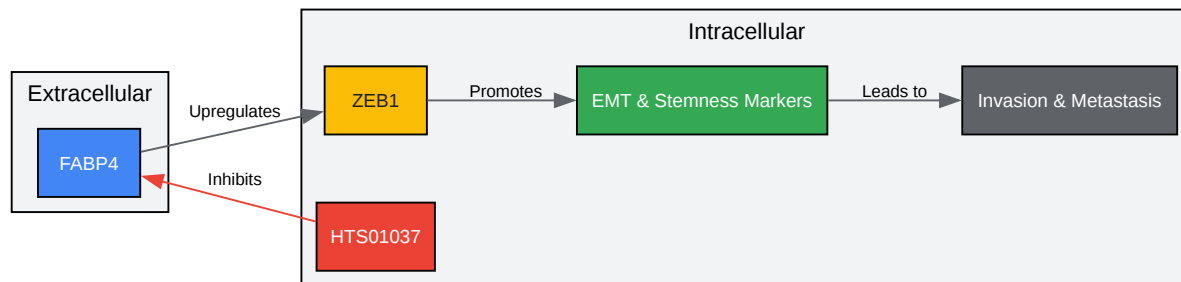 Intracellular
Extracellular
FABP4
Upregulates
ZEB1
Promotes
EMT & Stemness Markers
Leads to
Invasion & Metastasis
Inhibits
HTS01037